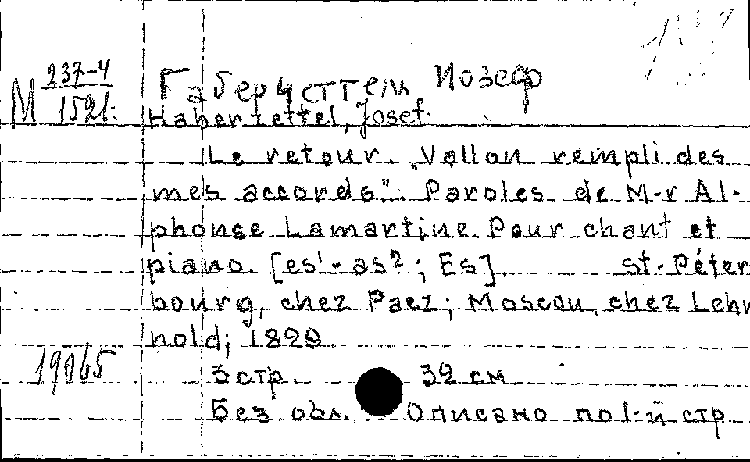 М 237-4
1521.
Габерцеттель Иозеф
Haberzettel, Josef.
Le retour. „Vallon rempli des
mes accords“. Paroles de M-r Al-
phonse Lamartine. Pour chant et
piano. [es¹-as²; Es]. St.-Péter
bourg, chez Paez; Moscou, chez Lehn
hold; 1829
19065
3 стр. 32 см
Без обл. Описано по 1-й стр